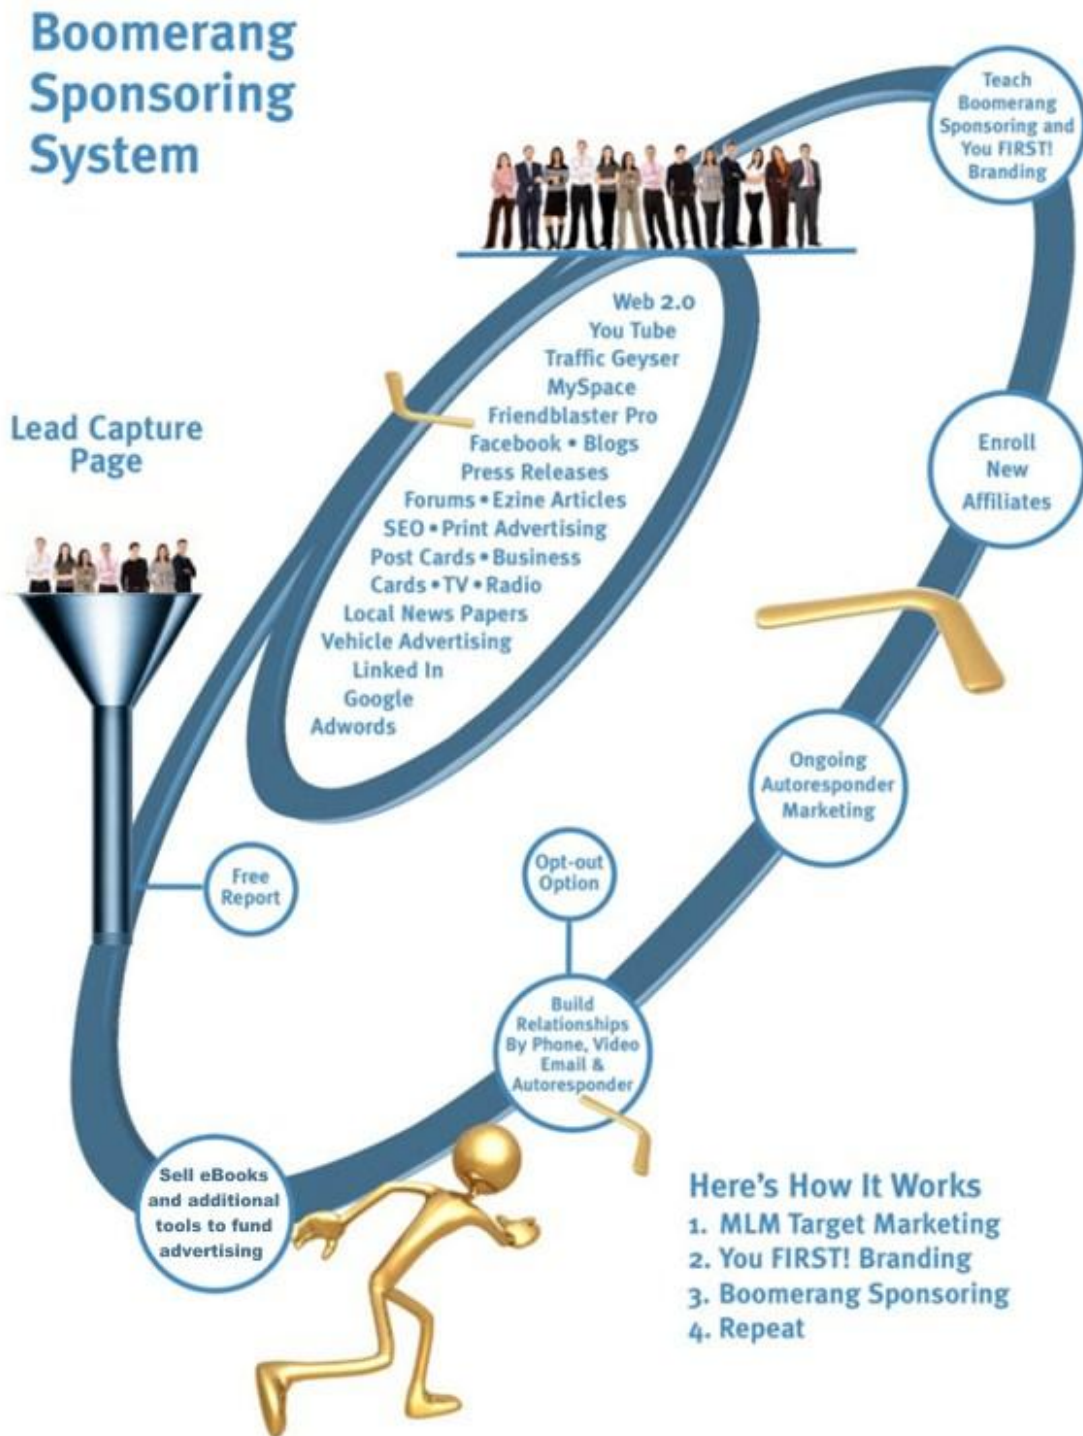 Boomerang
Sponsoring
System
Teach
Boomerang
Sponsoring and
You FIRST!
Branding
Web 2.0
You Tube
Traffic Geyser
MySpace
Friendblaster Pro
Facebook • Blogs
Press Releases
Forums • Ezine Articles
SEO • Print Advertising
Post Cards • Business
Cards • TV • Radio
Local News Papers
Vehicle Advertising
Linked In
Google
Adwords
Lead Capture
Page
Enroll
New
Affiliates
Ongoing
Autoresponder
Marketing
Free
Report
Opt-out
Option
Build
Relationships
By Phone, Video
Email &
Autoresponder
Sell eBooks
and additional
tools to fund
advertising
Here's How It Works
1. MLM Target Marketing
2. You FIRST! Branding
3. Boomerang Sponsoring
4. Repeat